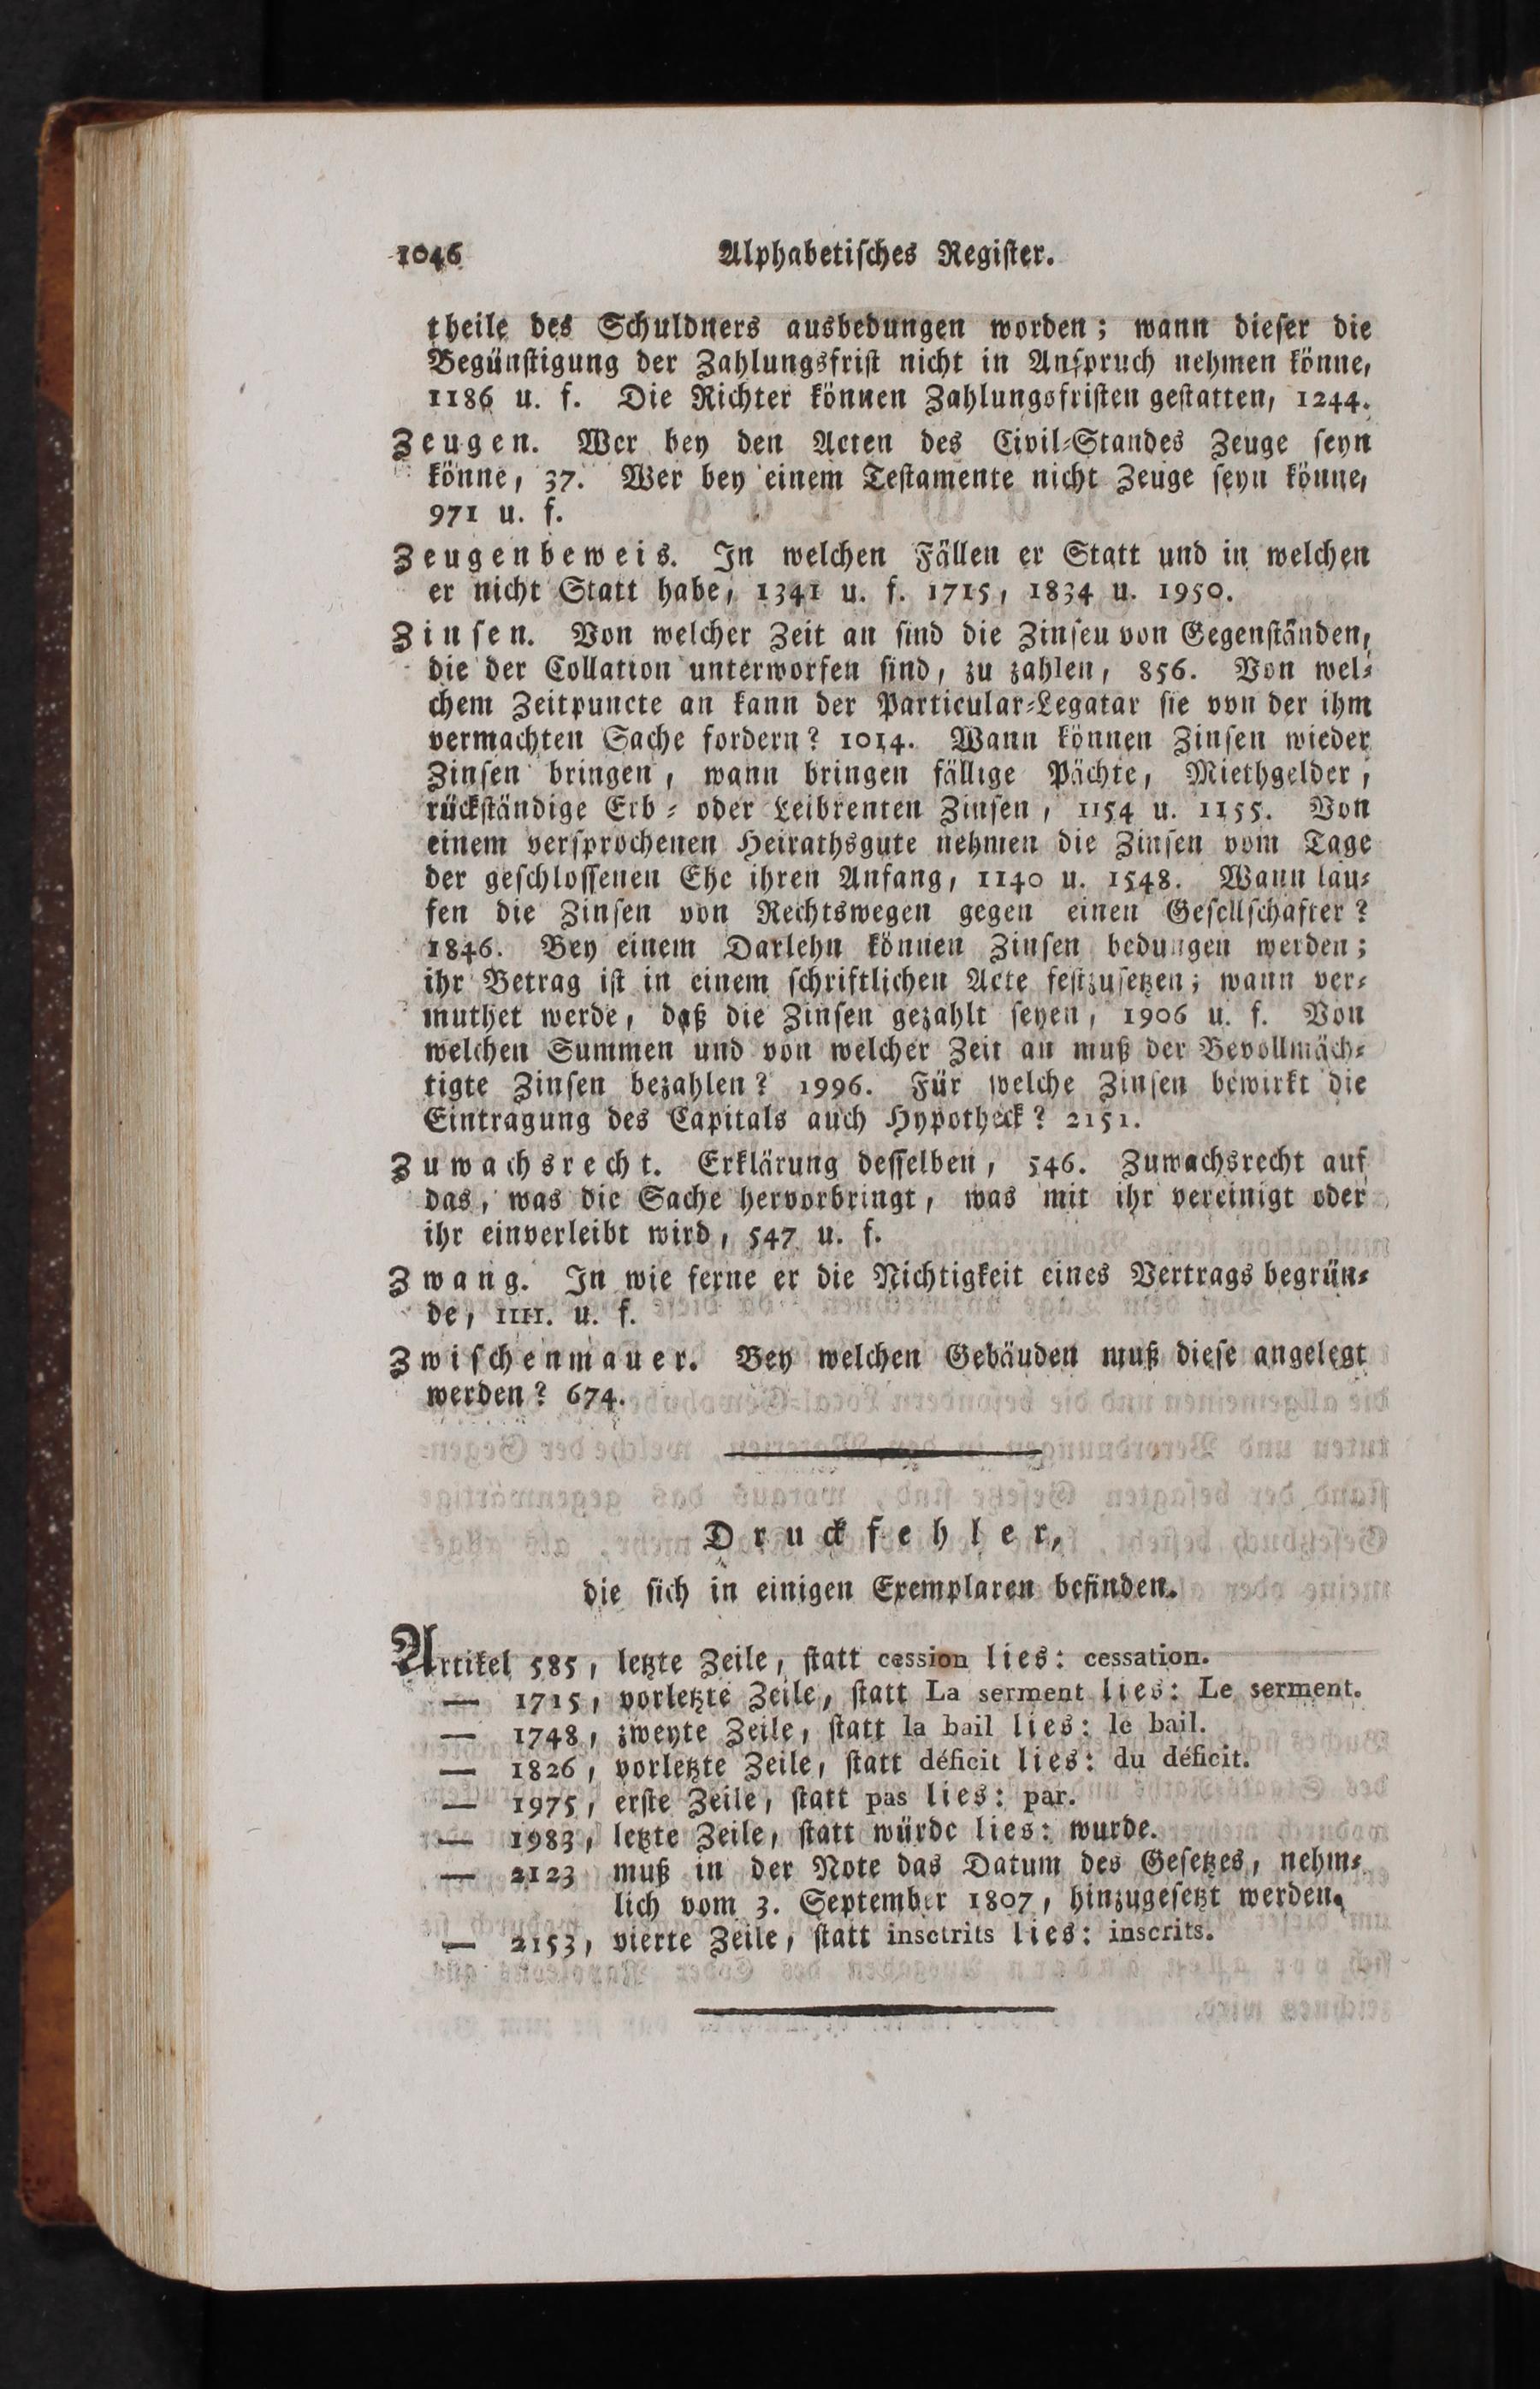 1046 Alphabetisches Register.
theile des Schuldners ausbedungen worden; wann dieser die
Begünstigung der Zahlungsfrist nicht in Anspruch nehmen könne,
1186 u. f. Die Richter können Zahlungsfristen gestatten, 1244.
Zeugen. Wer bey den Acten des Civil-Standes Zeuge seyn
könne, 37. Wer bey einem Testamente nicht Zeuge seyn könne,
971 u. f.
Zeugenbeweis. In welchen Fällen er Statt und in welchen
er nicht Statt habe, 1341 u. f. 1715, 1834 u. 1950.
Zinsen. Von welcher Zeit an sind die Zinsen von Gegenständen,
die der Collation unterworfen sind, zu zahlen, 856. Von wel-
chem Zeitpuncte an kann der Particular-Legatar sie von der ihm
vermachten Sache fordern? 1014. Wann können Zinsen wieder
Zinsen bringen, wann bringen fällige Pächte, Miethgelder,
rückständige Erb- oder Leibrenten Zinsen, 1154 u. 1155. Von
einem versprochenen Heirathsgute nehmen die Zinsen vom Tage
der geschlossenen Ehe ihren Anfang, 1140 u. 1548. Wann lau-
fen die Zinsen von Rechtswegen gegen einen Gesellschafter?
1846. Bey einem Darlehn können Zinsen bedungen werden;
ihr Betrag ist in einem schriftlichen Acte festzusetzen; wann ver-
muthet werde, daß die Zinsen gezahlt seyen, 1906 u. f. Von
welchen Summen und von welcher Zeit an muß der Bevollmäch-
tigte Zinsen bezahlen? 1996. Für welche Zinsen bewirkt die
Eintragung des Capitals auch Hypotheck? 2151.
Zuwachsrecht. Erklärung desselben, 546. Zuwachsrecht auf
das, was die Sache hervorbringt, was mit ihr vereinigt oder
ihr einverleibt wird, 547 u. f.
Zwang. In wie ferne er die Nichtigkeit eines Vertrags begrün-
de, 1111. u. f.
Zwischenmauer. Bey welchen Gebäuden muß diese angelegt
werden? 674.
Druckfehler,
die sich in einigen Exemplaren befinden.
Artikel 585, letzte Zeile, statt cession lies: cessation.
— 1715, vorletzte Zeile, statt La serment lies: Le serment.
— 1748, zweyte Zeile, statt la bail lies: le bail.
— 1826, vorletzte Zeile, statt déficit lies: du déficit.
— 1975, erste Zeile, statt pas lies: par.
— 1983, letzte Zeile, statt würde lies: wurde.
— 2123 muß in der Note das Datum des Gesetzes, nehm-
lich vom 3. September 1807, hinzugesetzt werden.
— 2153, vierte Zeile, statt insctrits lies: inscrits.